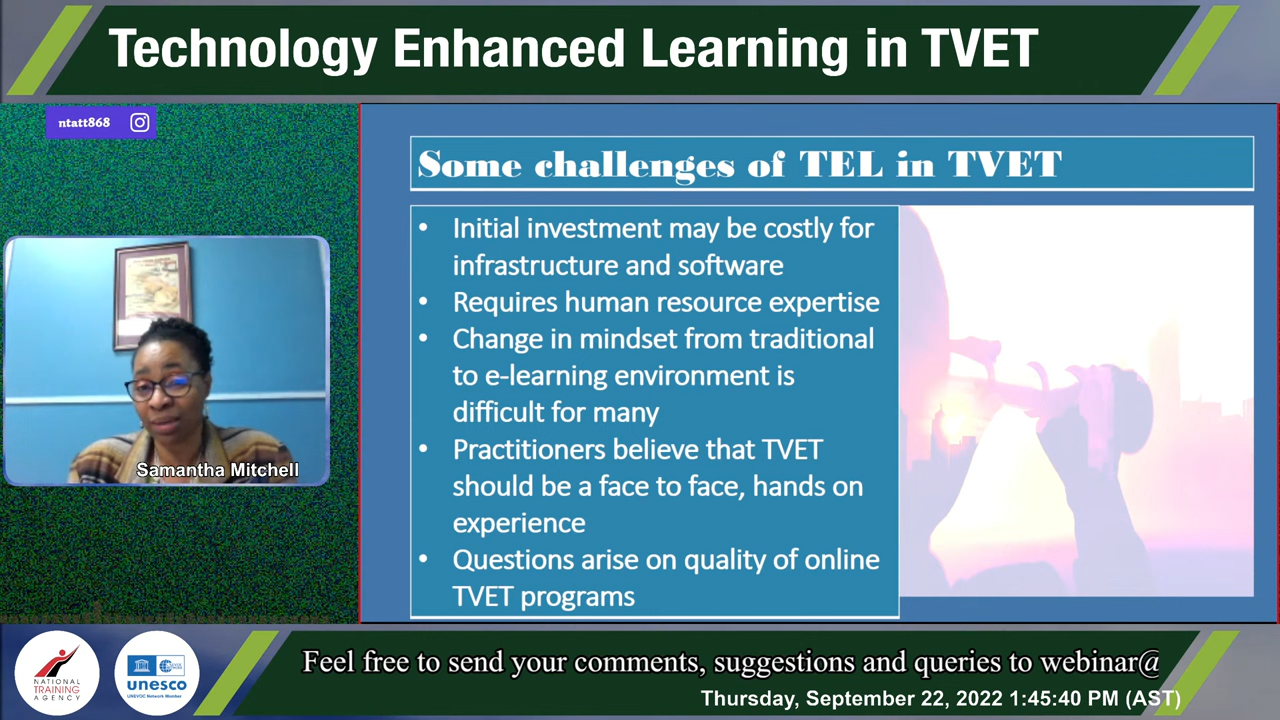 Technology Enhanced Learning in TVET
ntatt868
Samantha Mitchell
Some challenges of TEL in TVET
• Initial investment may be costly for
infrastructure and software
• Requires human resource expertise
• Change in mindset from traditional
to e-learning environment is
difficult for many
• Practitioners believe that TVET
should be a face to face, hands on
experience
• Questions arise on quality of online
TVET programs
NATIONAL
TRAINING
AGENCY
unesco
UNEVOC Network Member
Feel free to send your comments, suggestions and queries to webinar@
Thursday, September 22, 2022 1:45:40 PM (AST)